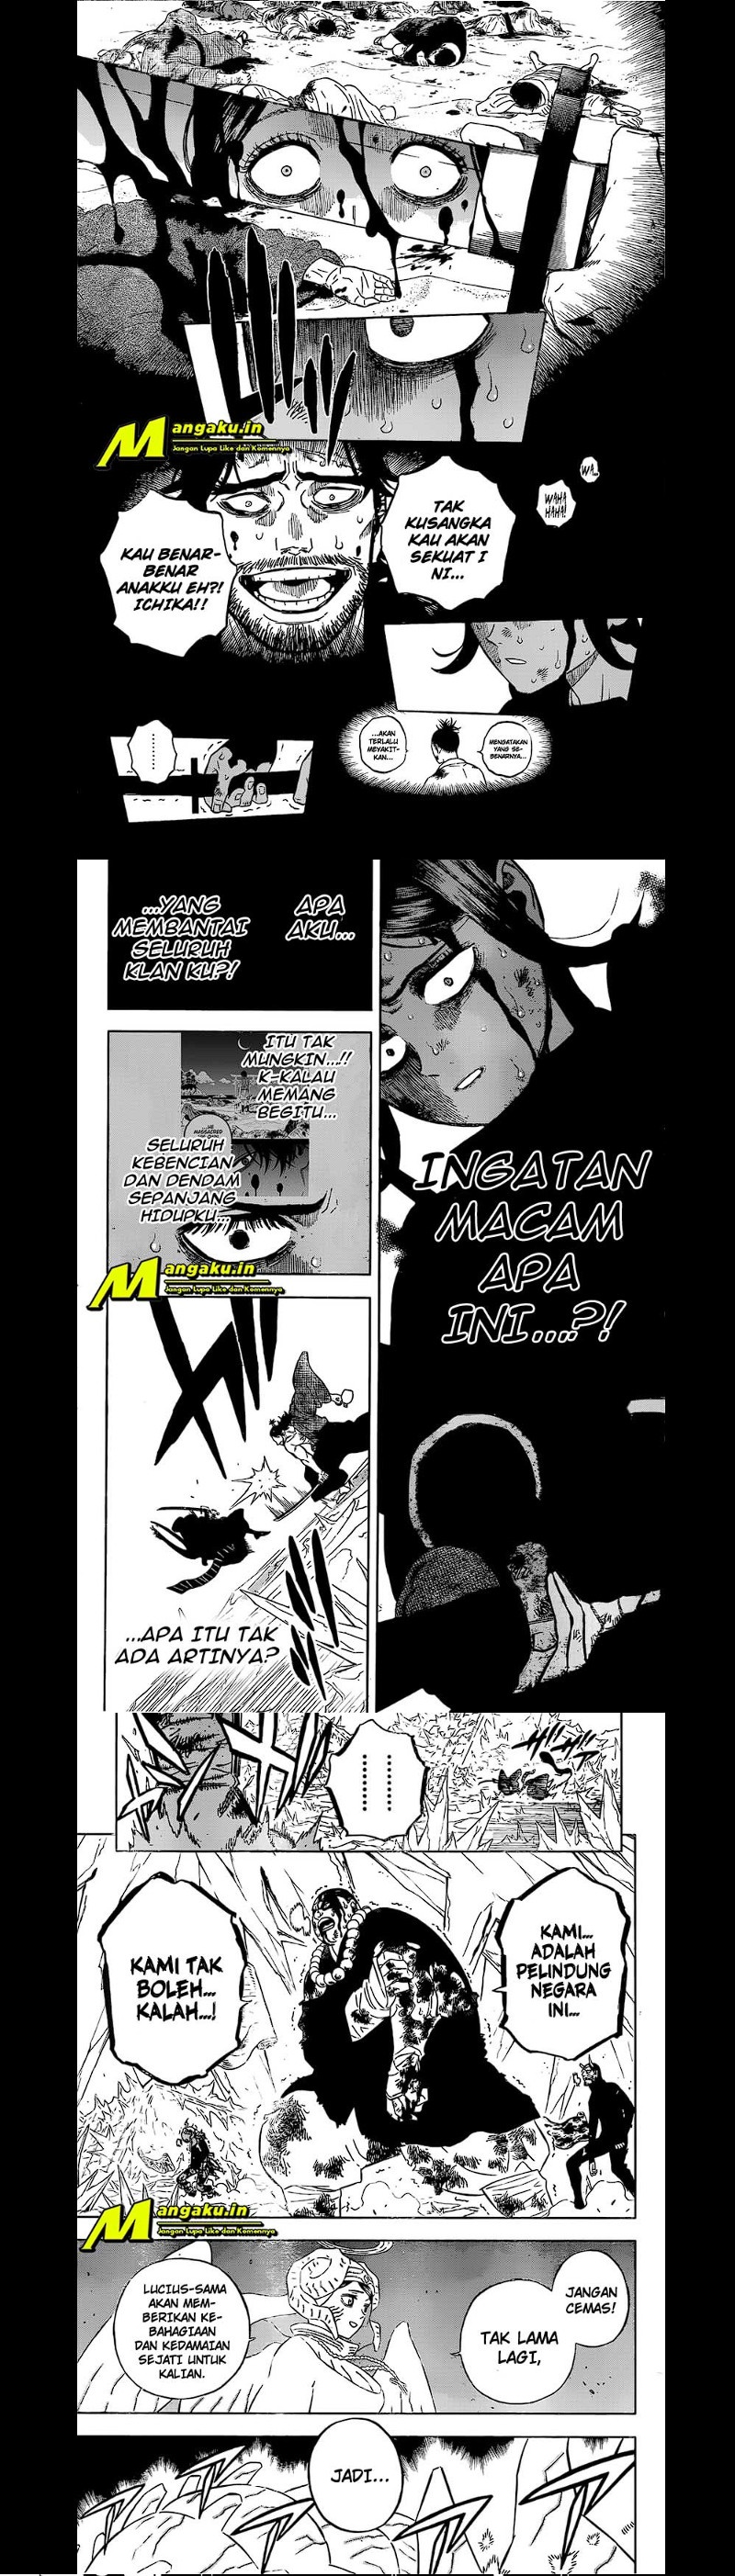 angaku.in
Jangan Lupa Like dan Komennya
WA...
WAHA
HAHA!
TAK
KUSANGKA
KAU AKAN
SEKUAT I
NI...
KAU BENAR-
BENAR
ANAKKU EH?!
ICHIKA!!
MENGATAKAN
YANG SE-
BENARNYA...
...AKAN
TERLALU
MEYAKIT-
KAN...
APA
AKU...
...YANG
MEMBANTAI
SELURUH
KLAN KU?!
INGATAN
MACAM
APA
INI....?!
ITU TAK
MUNGKIN...!!
K-KALAU
MEMANG
BEGITU...
SELURUH
KEBENCIAN
DAN DENDAM
SEPANJANG
HIDUPKU...
Mangaku.in
Jangan Lupa Like dan Komennya
...APA ITU TAK
ADA ARTINYA?
KAMI...
ADALAH
PELINDUNG
NEGARA
INI...
KAMI TAK
BOLEH...
KALAH...!
Mangaku.in
Jangan Lupa Like dan Komennya
JANGAN
CEMAS!
TAK LAMA
LAGI,
LUCIUS-SAMA
AKAN MEM-
BERIKAN KE-
BAHAGIAAN
DAN KEDAMAIAN
SEJATI UNTUK
KALIAN.
JADI...